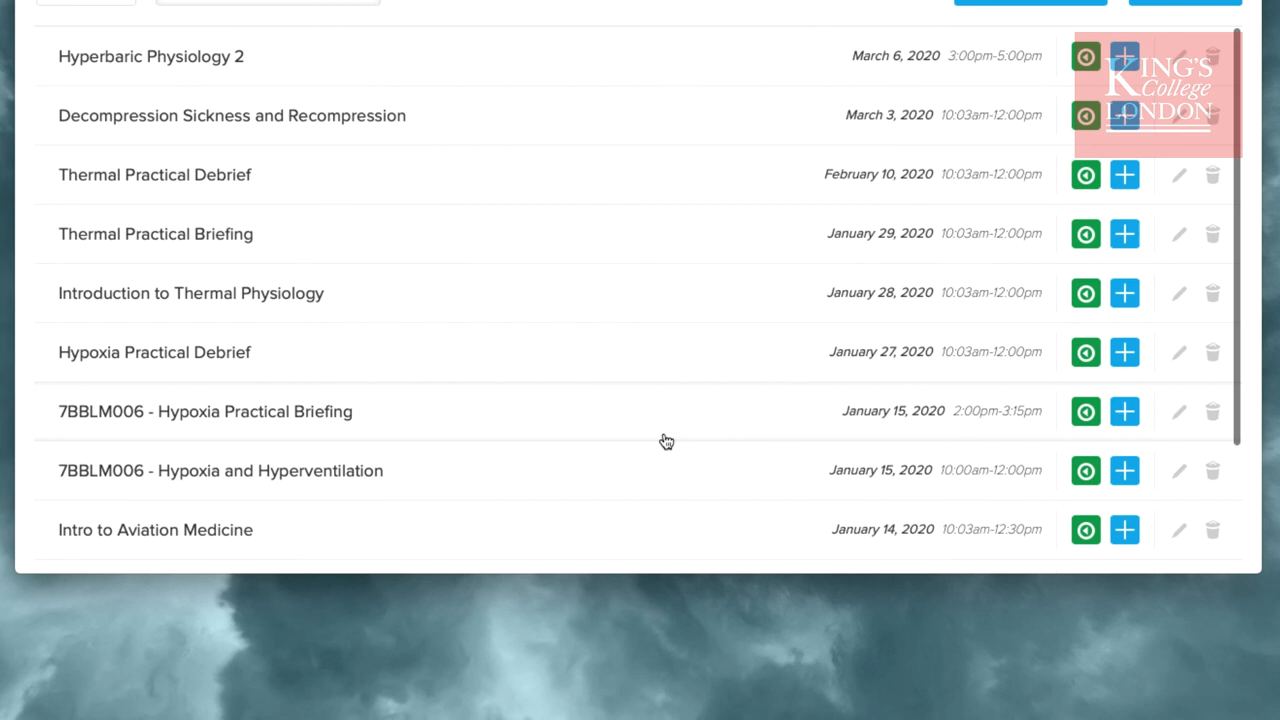 Hyperbaric Physiology 2 March 6, 2020 3:00pm-5:00pm
Decompression Sickness and Recompression March 3, 2020 10:03am-12:00pm
Thermal Practical Debrief February 10, 2020 10:03am-12:00pm
Thermal Practical Briefing January 29, 2020 10:03am-12:00pm
Introduction to Thermal Physiology January 28, 2020 10:03am-12:00pm
Hypoxia Practical Debrief January 27, 2020 10:03am-12:00pm
7BBLM006 - Hypoxia Practical Briefing January 15, 2020 2:00pm-3:15pm
7BBLM006 - Hypoxia and Hyperventilation January 15, 2020 10:00am-12:00pm
Intro to Aviation Medicine January 14, 2020 10:03am-12:30pm
KING'S
College
LONDON